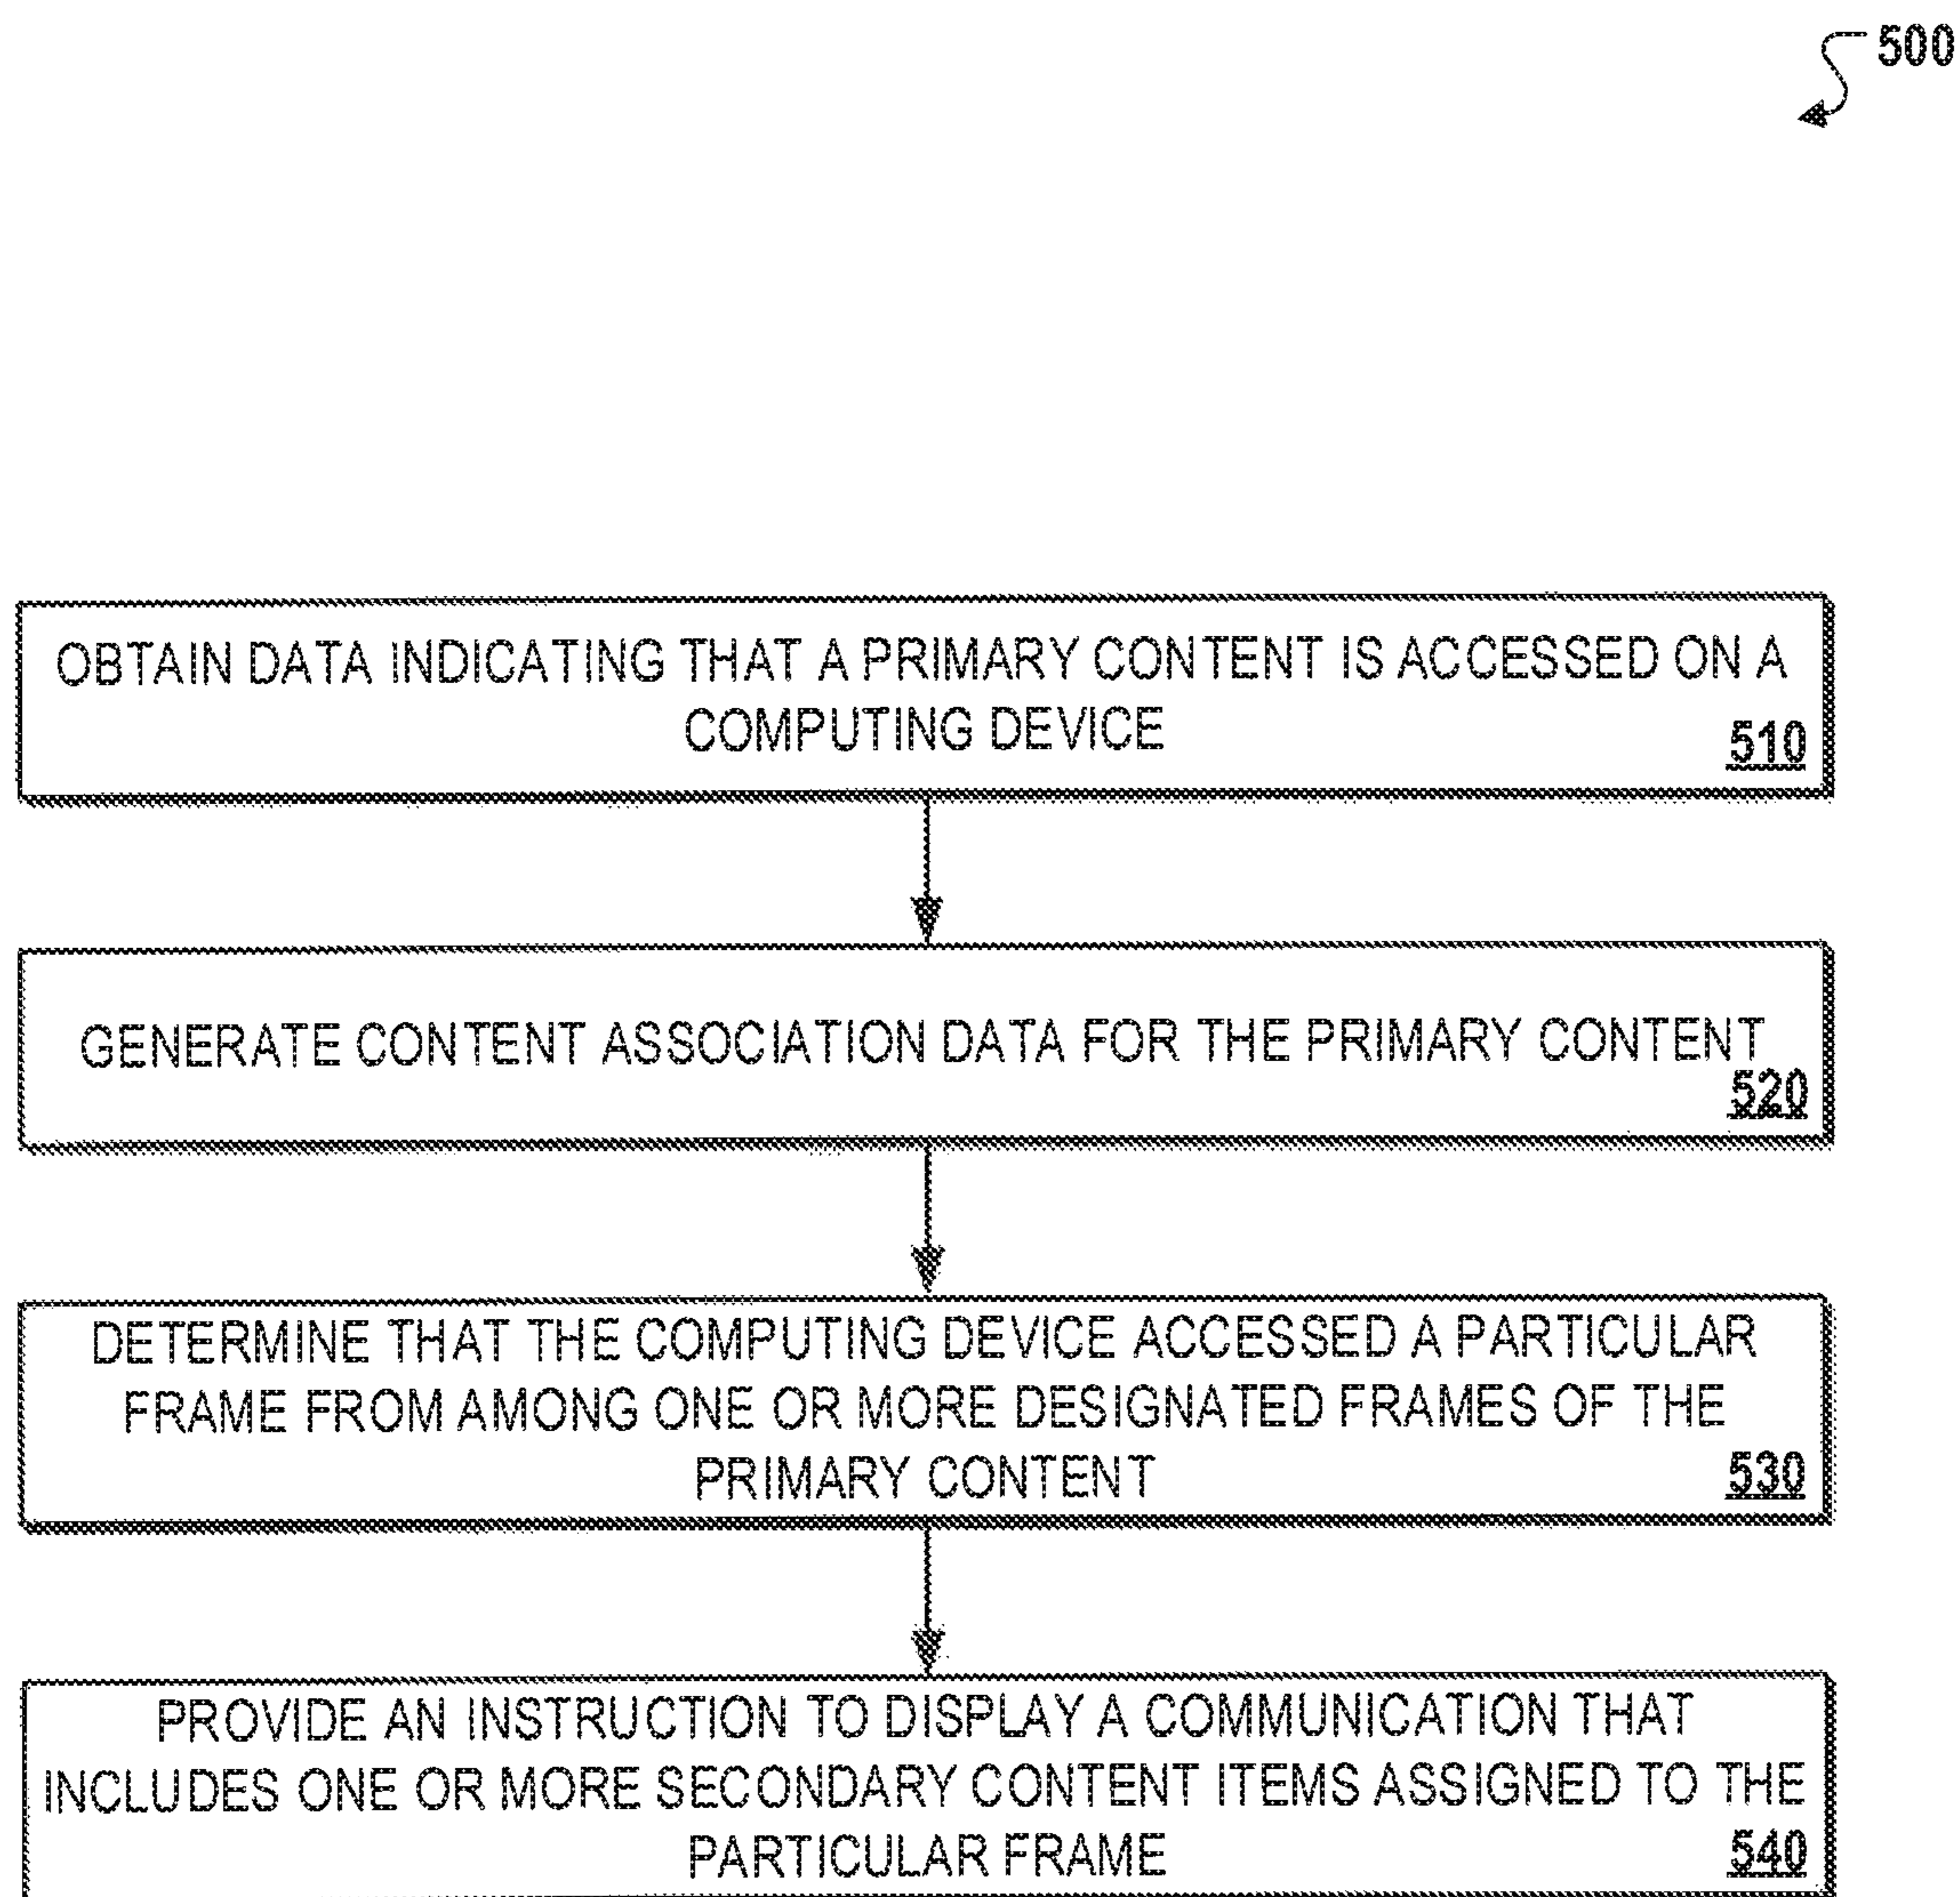 500
OBTAIN DATA INDICATING THAT A PRIMARY CONTENT IS ACCESSED ON A
COMPUTING DEVICE
510
GENERATE CONTENT ASSOCIATION DATA FOR THE PRIMARY CONTENT
520
DETERMINE THAT THE COMPUTING DEVICE ACCESSED A PARTICULAR
FRAME FROM AMONG ONE OR MORE DESIGNATED FRAMES OF THE
PRIMARY CONTENT
530
PROVIDE AN INSTRUCTION TO DISPLAY A COMMUNICATION THAT
INCLUDES ONE OR MORE SECONDARY CONTENT ITEMS ASSIGNED TO THE
PARTICULAR FRAME
540